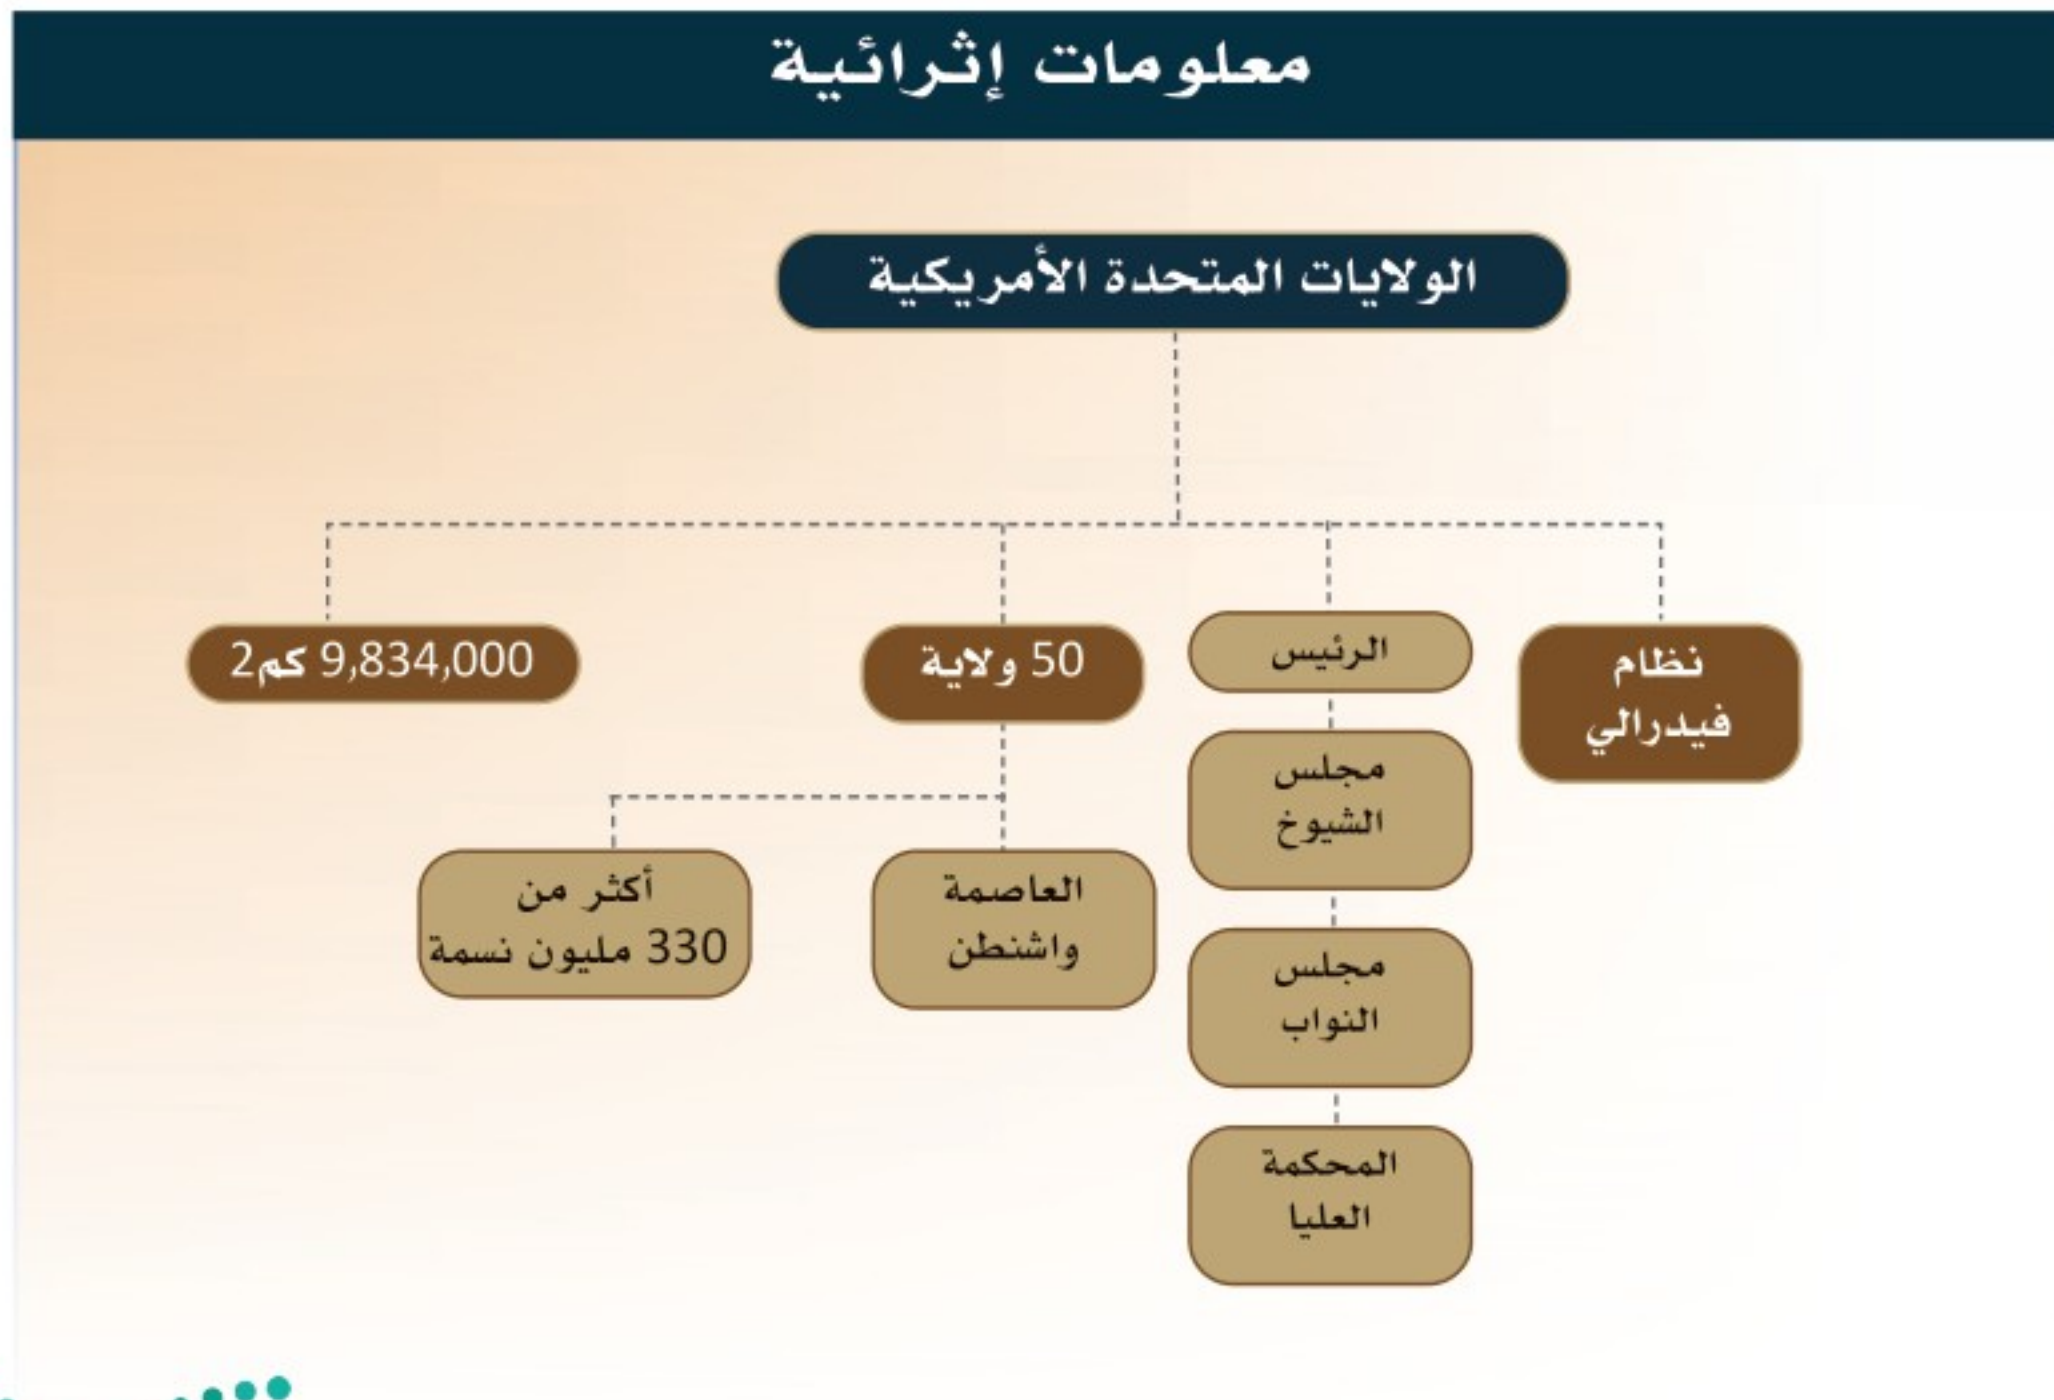 معلومات إثرائية
الولايات المتحدة الأمريكية
نظام
فيدرالي
الرئيس
مجلس
الشيوخ
مجلس
النواب
المحكمة
العليا
50 ولاية
العاصمة
واشنطن
أكثر من
330 مليون نسمة
9,834,000 كم2